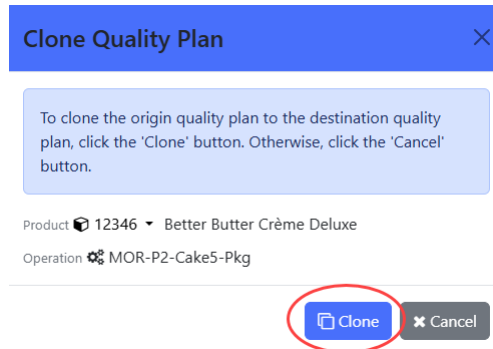 Clone Quality Plan
To clone the origin quality plan to the destination quality
plan, click the 'Clone' button. Otherwise, click the 'Cancel'
button.
Product 12346 Better Butter Crème Deluxe
Operation MOR-P2-Cake5-Pkg
Clone Cancel